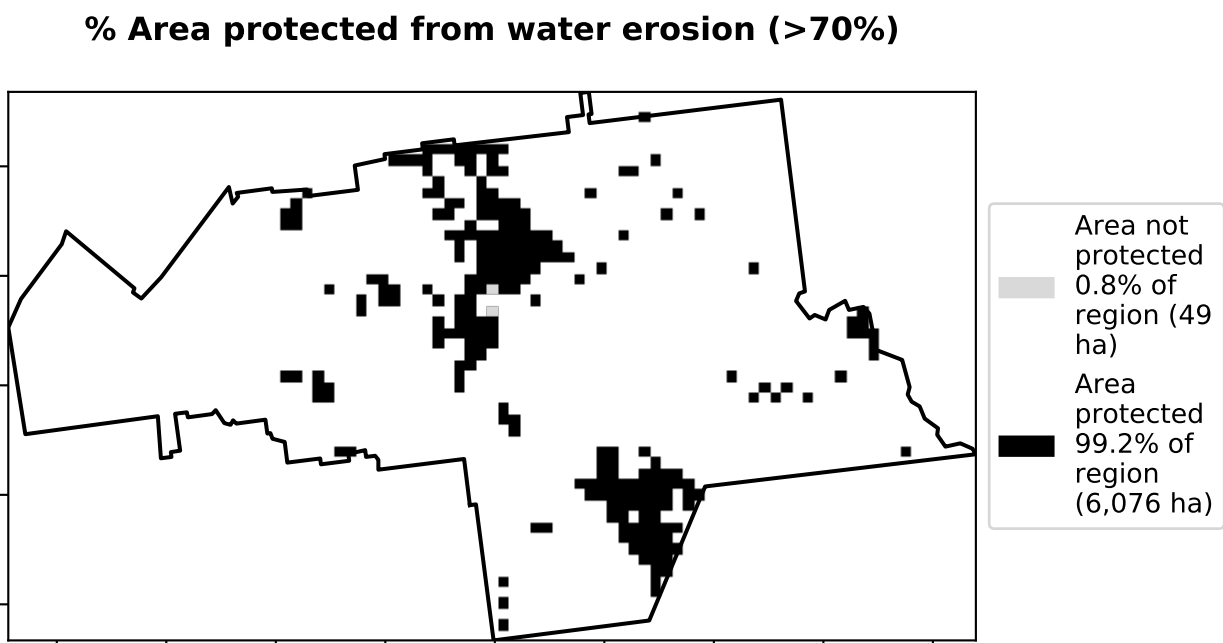 % Area protected from water erosion (>70%)
Area not
protected
0.8% of
region (49
ha)
Area
protected
99.2% of
region
(6,076 ha)